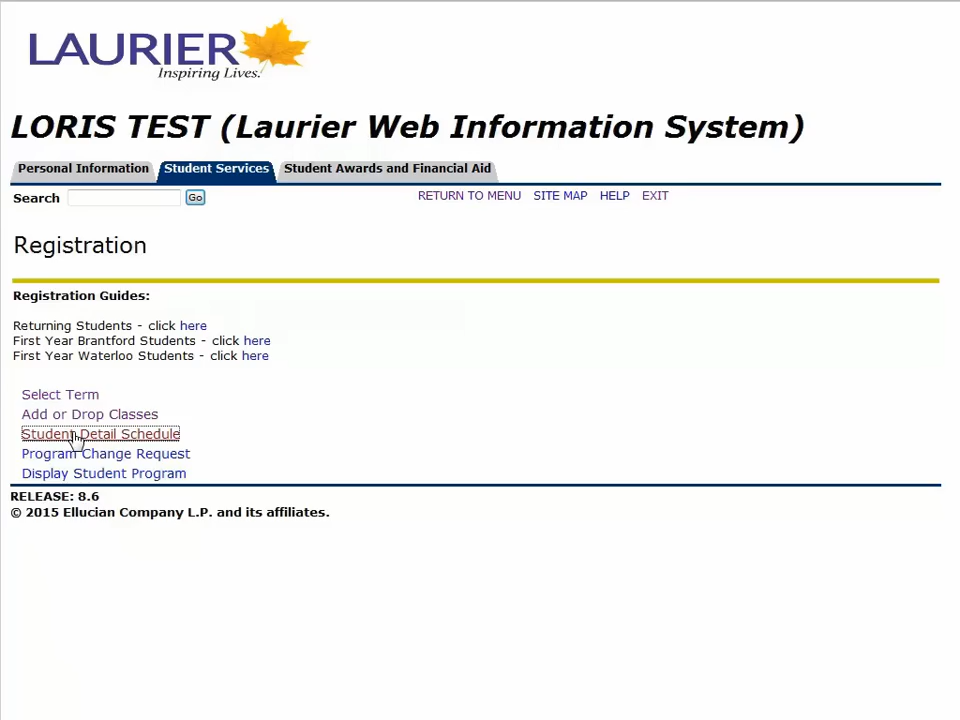 LAURIER
Inspiring Lives.
LORIS TEST (Laurier Web Information System)
Personal Information Student Services Student Awards and Financial Aid
Search Go RETURN TO MENU SITE MAP HELP EXIT
Registration
Registration Guides:
Returning Students - click here
First Year Brantford Students - click here
First Year Waterloo Students - click here
Select Term
Add or Drop Classes
Student Detail Schedule
Program Change Request
Display Student Program
RELEASE: 8.6
© 2015 Ellucian Company L.P. and its affiliates.